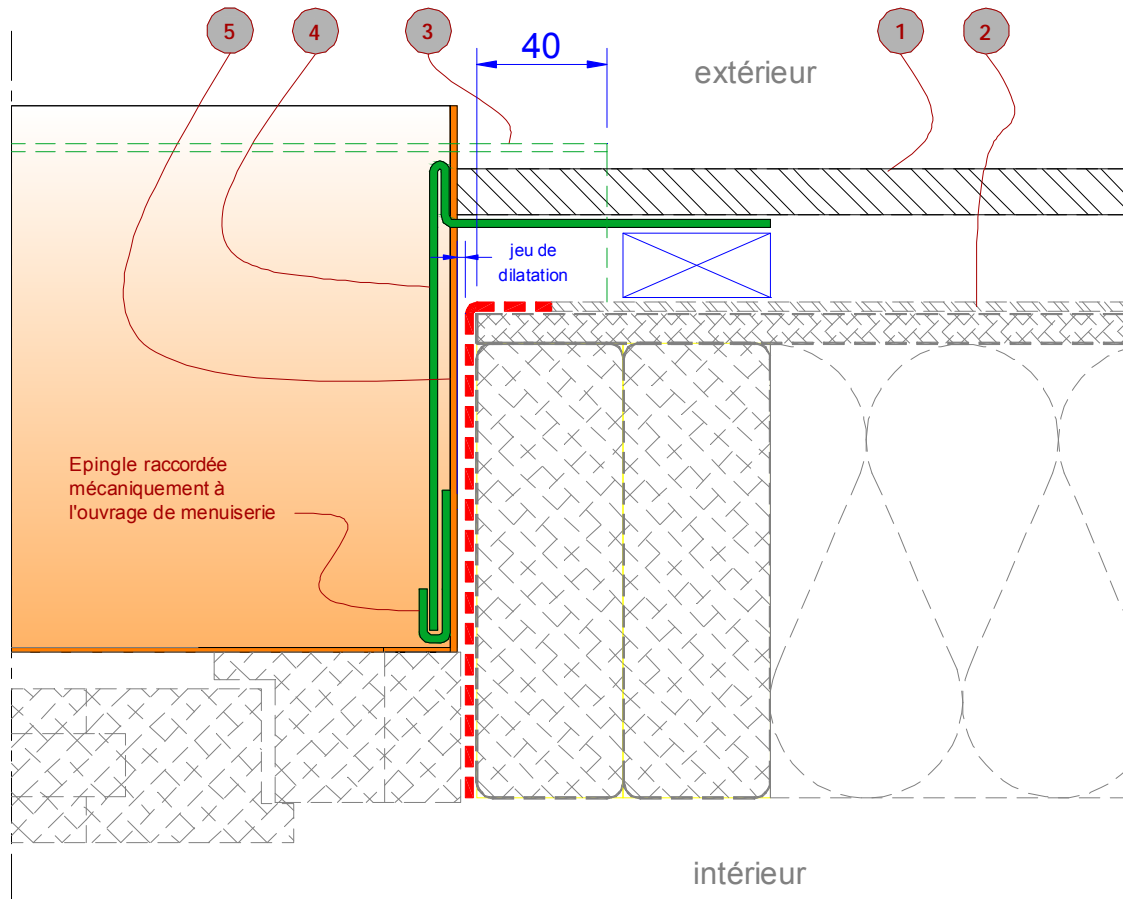 5
4
3
1
2
40
extérieur
jeu de
dilatation
Epingle raccordée
mécaniquement à
l'ouvrage de menuiserie
intérieur